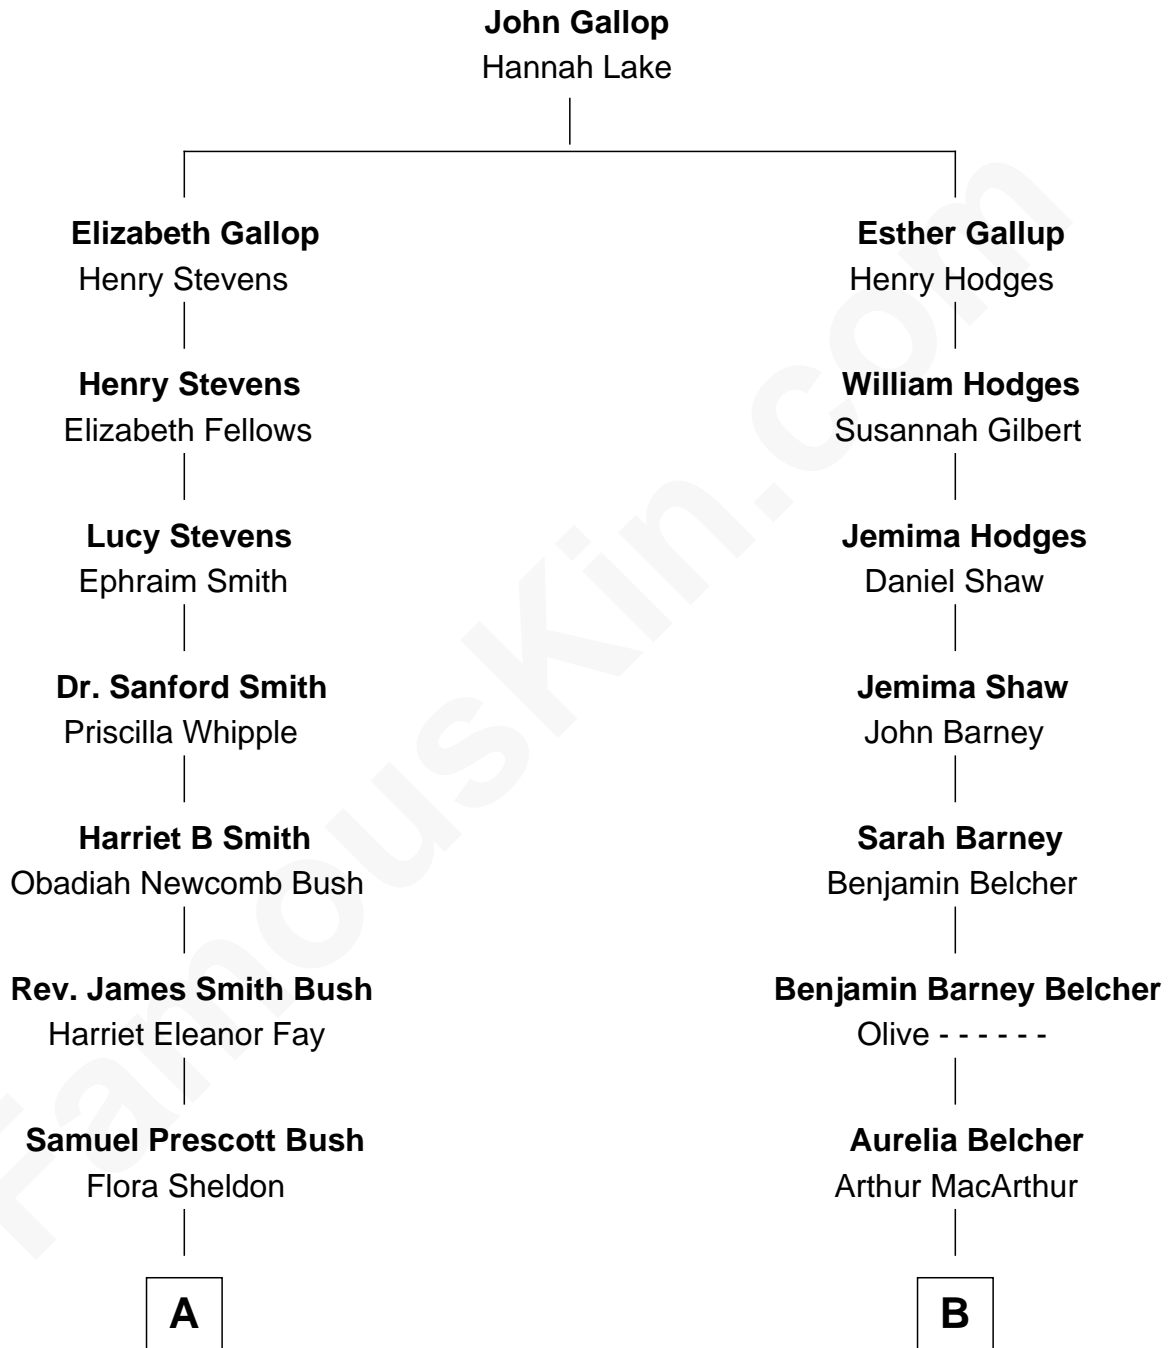 John Gallop
Hannah Lake
Elizabeth Gallop
Henry Stevens
Esther Gallup
Henry Hodges
Henry Stevens
Elizabeth Fellows
William Hodges
Susannah Gilbert
Lucy Stevens
Ephraim Smith
Jemima Hodges
Daniel Shaw
Dr. Sanford Smith
Priscilla Whipple
Jemima Shaw
John Barney
Harriet B Smith
Obadiah Newcomb Bush
Sarah Barney
Benjamin Belcher
Rev. James Smith Bush
Harriet Eleanor Fay
Benjamin Barney Belcher
Olive - - - - - -
Samuel Prescott Bush
Flora Sheldon
Aurelia Belcher
Arthur MacArthur
A
B
FamousKin.com